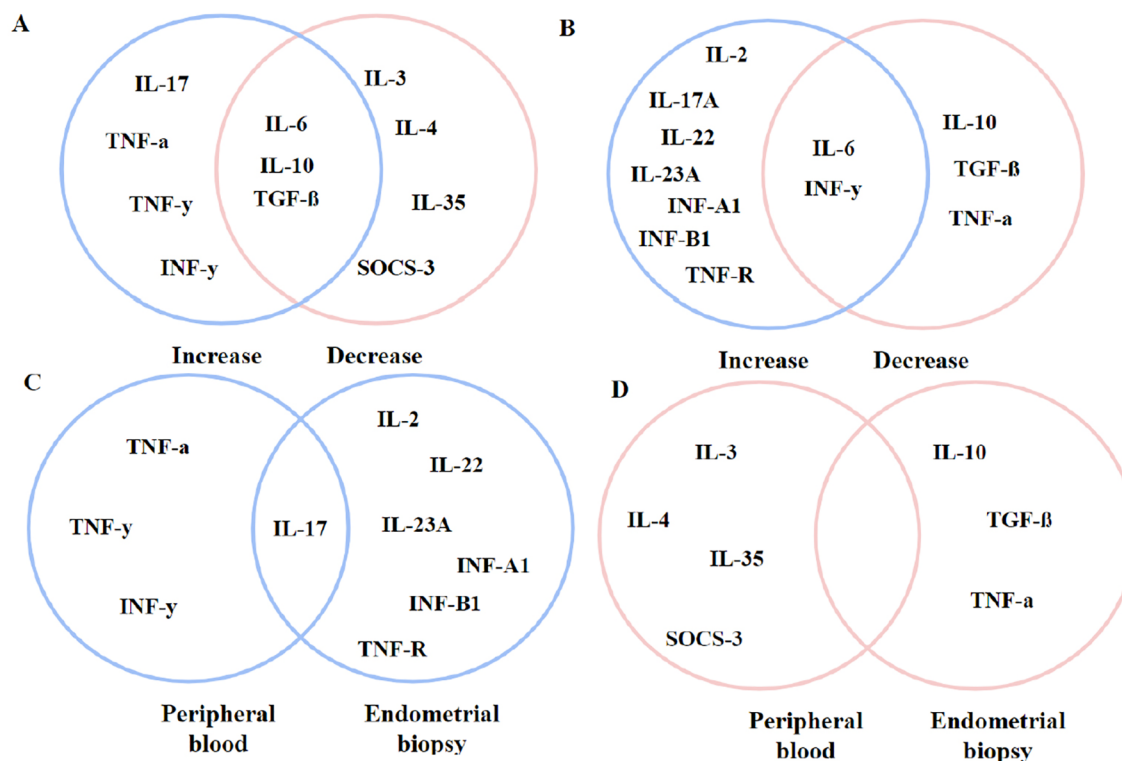 A
IL-17
TNF-a
TNF-y
INF-y
IL-6
IL-10
TGF-ß
IL-3
IL-4
IL-35
SOCS-3
Increase
Decrease
B
IL-2
IL-17A
IL-22
IL-23A
INF-A1
INF-B1
TNF-R
IL-6
INF-y
IL-10
TGF-ß
TNF-a
Increase
Decrease
C
TNF-a
TNF-y
INF-y
IL-17
IL-2
IL-22
IL-23A
INF-A1
INF-B1
TNF-R
Peripheral
blood
Endometrial
biopsy
D
IL-3
IL-4
IL-35
SOCS-3
IL-10
TGF-ß
TNF-a
Peripheral
blood
Endometrial
biopsy